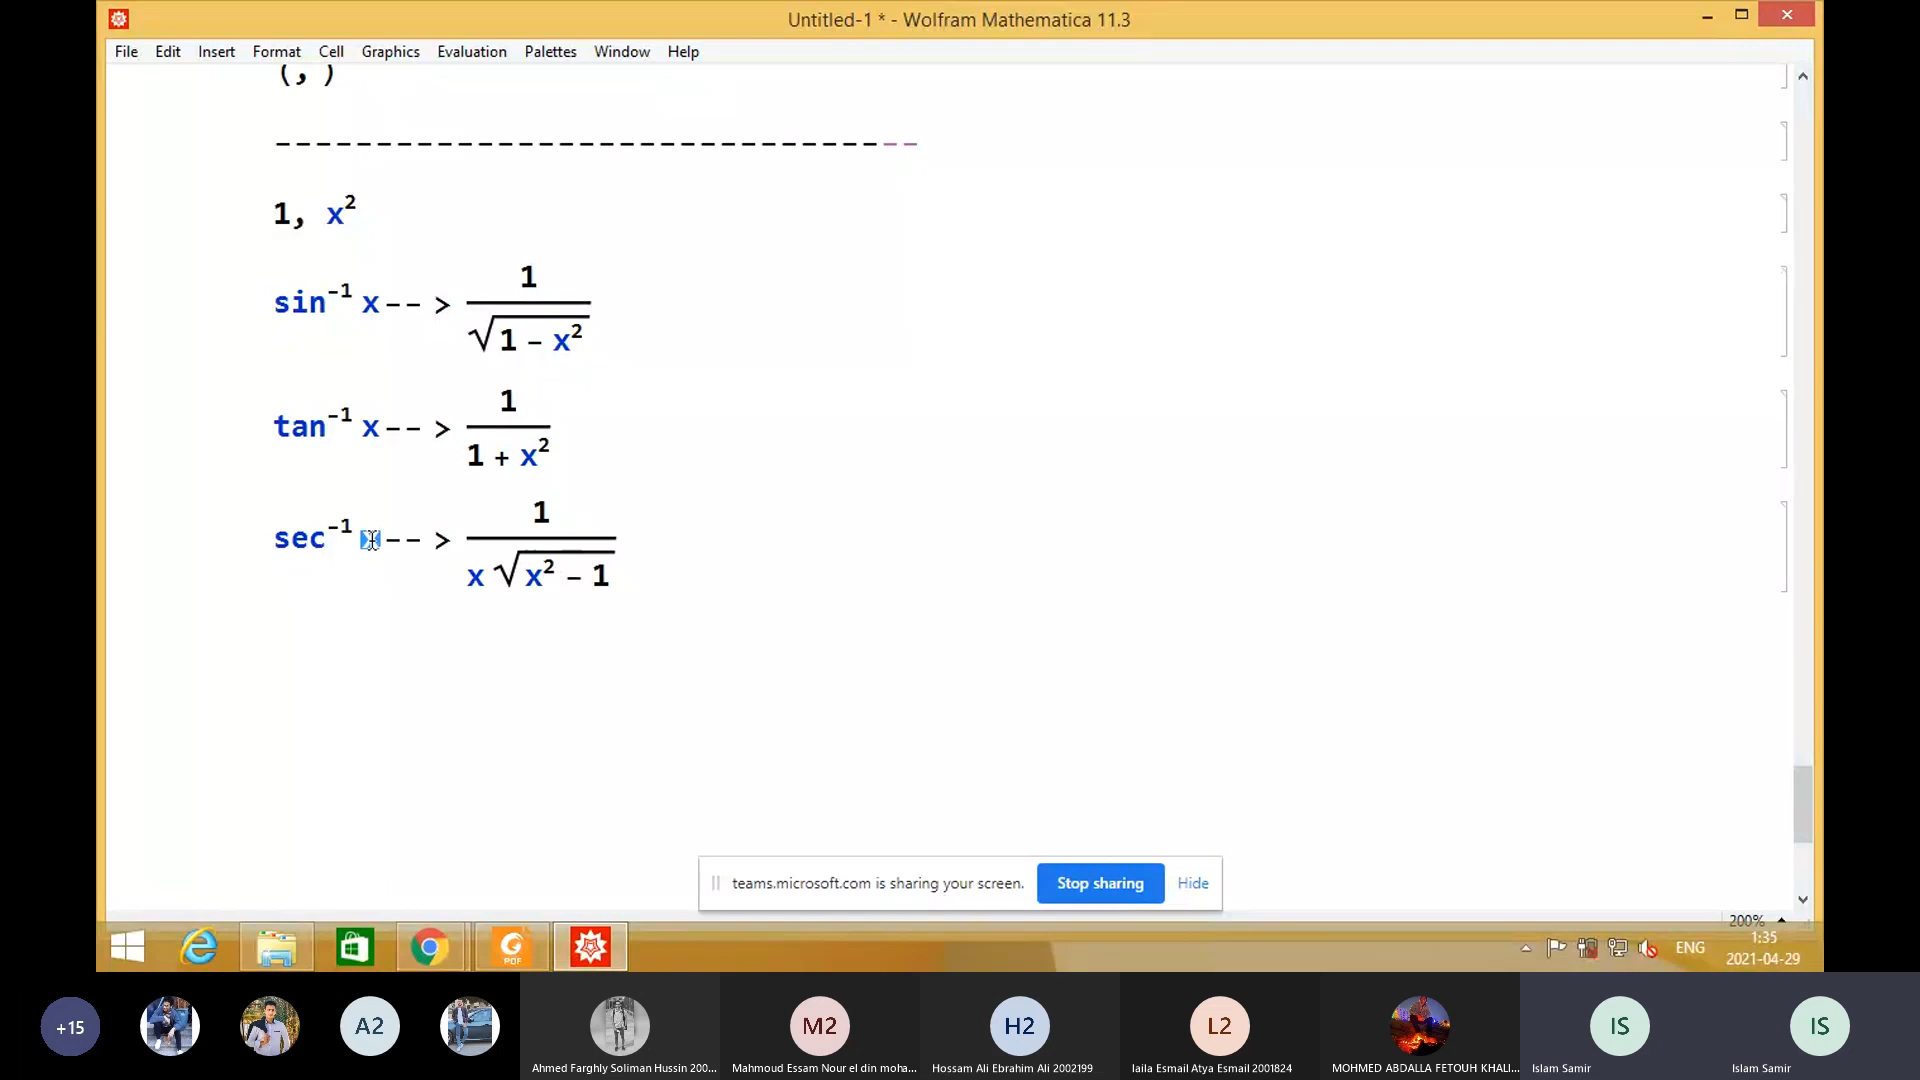 Untitled-1 * - Wolfram Mathematica 11.3
File Edit Insert Format Cell Graphics Evaluation Palettes Window Help
(, )
--------------------------------
1, x²
sin⁻¹ x-- > 1/√(1 - x²)
tan⁻¹ x-- > 1/(1 + x²)
sec⁻¹ x-- > 1/(x √(x² - 1))
teams.microsoft.com is sharing your screen. Stop sharing Hide
200%
PDF
ENG
1:35
2021-04-29
+15
A2
M2
H2
L2
IS
IS
Ahmed Farghly Soliman Hussin 200...
Mahmoud Essam Nour el din moha...
Hossam Ali Ebrahim Ali 2002199
laila Esmail Atya Esmail 2001824
MOHMED ABDALLA FETOUH KHALI...
Islam Samir
Islam Samir